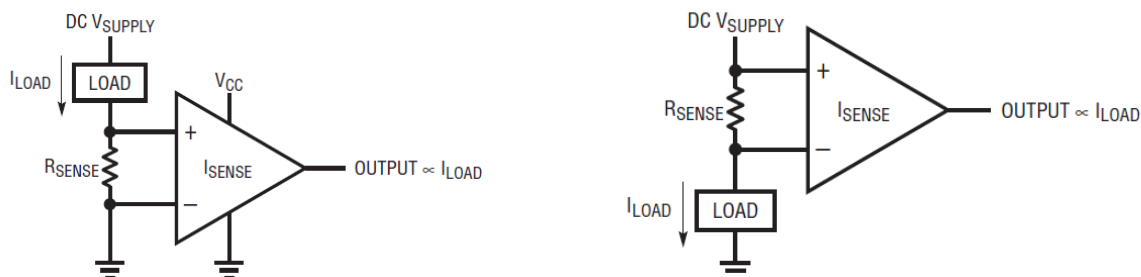 DC VSUPPLY
ILOAD
LOAD
VCC
+
RSENSE
ISENSE
−
OUTPUT ∝ ILOAD
DC VSUPPLY
+
RSENSE
ISENSE
OUTPUT ∝ ILOAD
−
ILOAD
LOAD